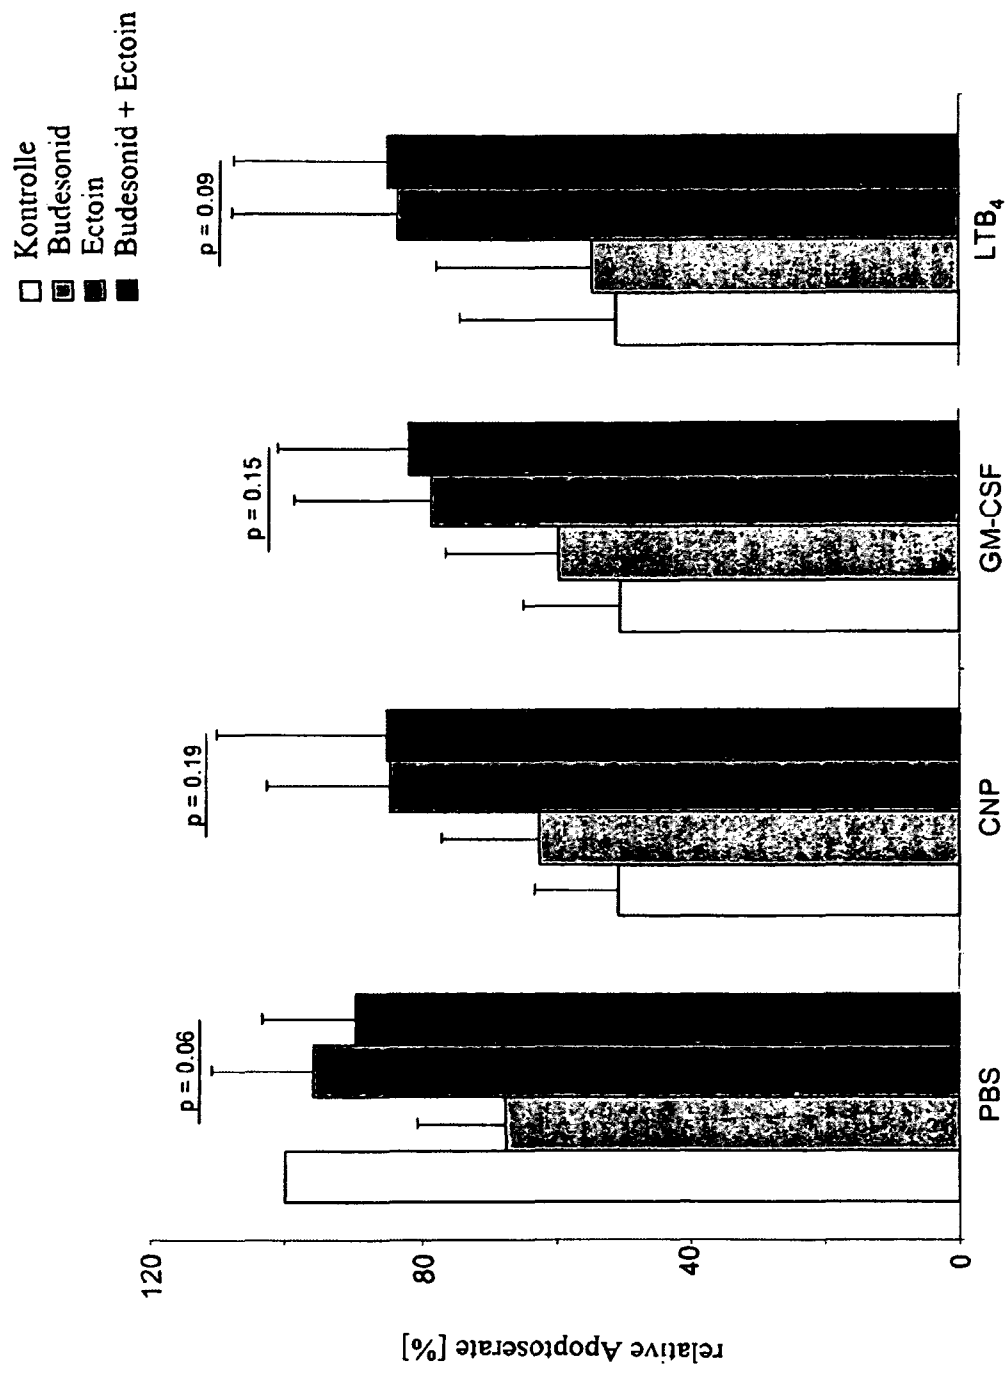 Kontrolle
Budesonid
Ectoin
Budesonid + Ectoin
relative Apoptoserate [%]
120
80
40
0
p = 0.06
p = 0.19
p = 0.15
p = 0.09
PBS
CNP
GM-CSF
LTB₄